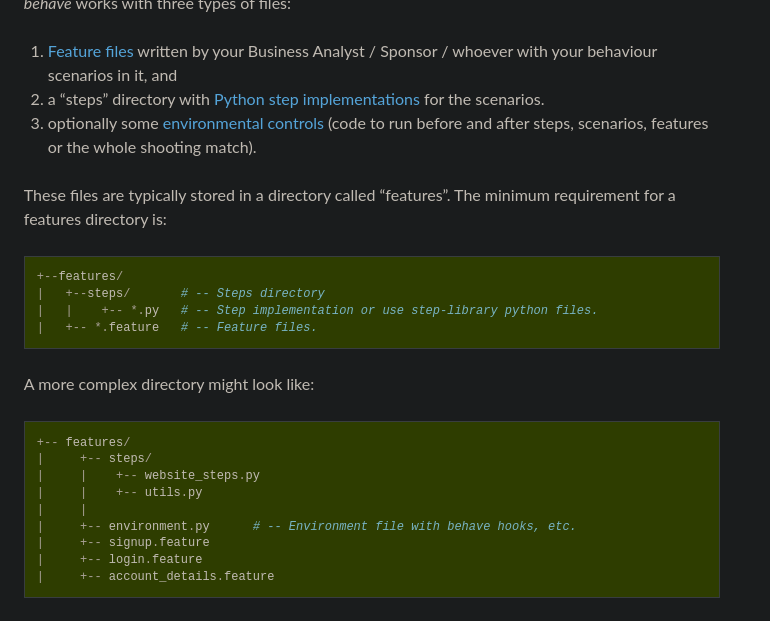 behave works with three types of files:
1. Feature files written by your Business Analyst / Sponsor / whoever with your behaviour
scenarios in it, and
2. a “steps” directory with Python step implementations for the scenarios.
3. optionally some environmental controls (code to run before and after steps, scenarios, features
or the whole shooting match).
These files are typically stored in a directory called “features”. The minimum requirement for a
features directory is:
+--features/
|   +--steps/       # -- Steps directory
|   |    +-- *.py   # -- Step implementation or use step-library python files.
|   +-- *.feature   # -- Feature files.
A more complex directory might look like:
+-- features/
|     +-- steps/
|     |    +-- website_steps.py
|     |    +-- utils.py
|     |
|     +-- environment.py      # -- Environment file with behave hooks, etc.
|     +-- signup.feature
|     +-- login.feature
|     +-- account_details.feature